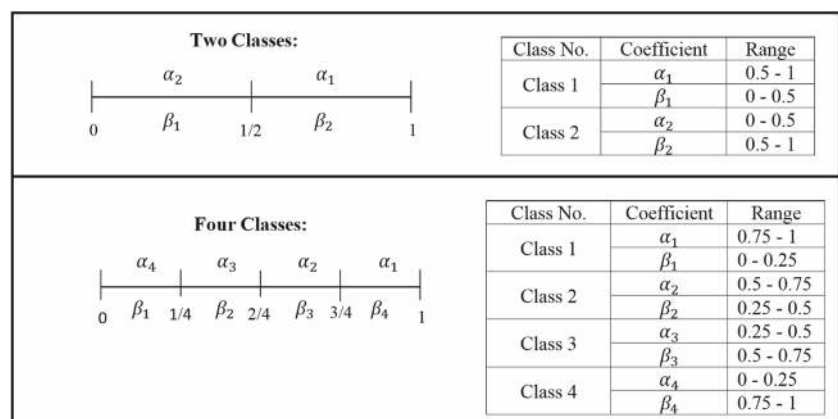 Two Classes:
α₂ α₁
β₁ β₂
0 1/2 1
Class No. Coefficient Range
Class 1 α₁ 0.5 - 1
β₁ 0 - 0.5
Class 2 α₂ 0 - 0.5
β₂ 0.5 - 1
Four Classes:
α₄ α₃ α₂ α₁
0 β₁ 1/4 β₂ 2/4 β₃ 3/4 β₄ 1
Class No. Coefficient Range
Class 1 α₁ 0.75 - 1
β₁ 0 - 0.25
Class 2 α₂ 0.5 - 0.75
β₂ 0.25 - 0.5
Class 3 α₃ 0.25 - 0.5
β₃ 0.5 - 0.75
Class 4 α₄ 0 - 0.25
β₄ 0.75 - 1